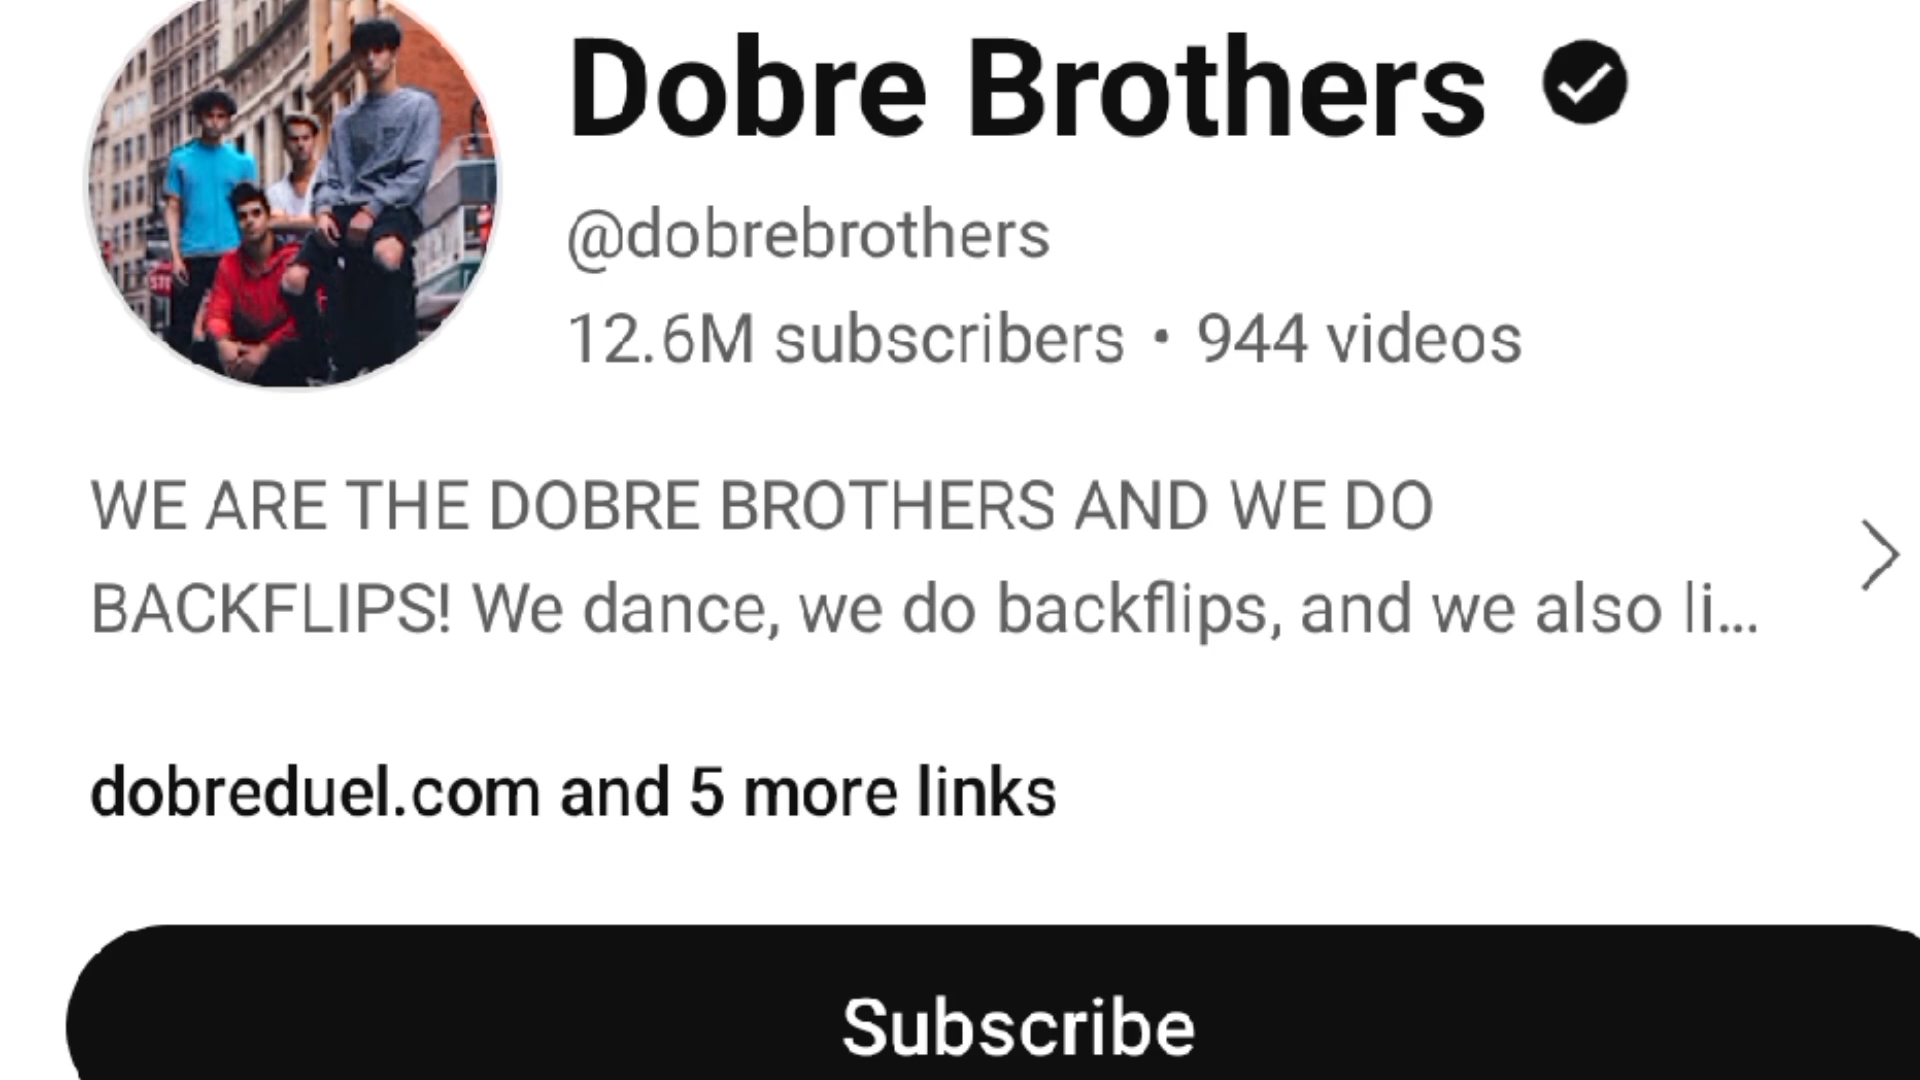 Dobre Brothers
@dobrebrothers
12.6M subscribers • 944 videos
WE ARE THE DOBRE BROTHERS AND WE DO
BACKFLIPS! We dance, we do backflips, and we also li...
dobreduel.com and 5 more links
Subscribe